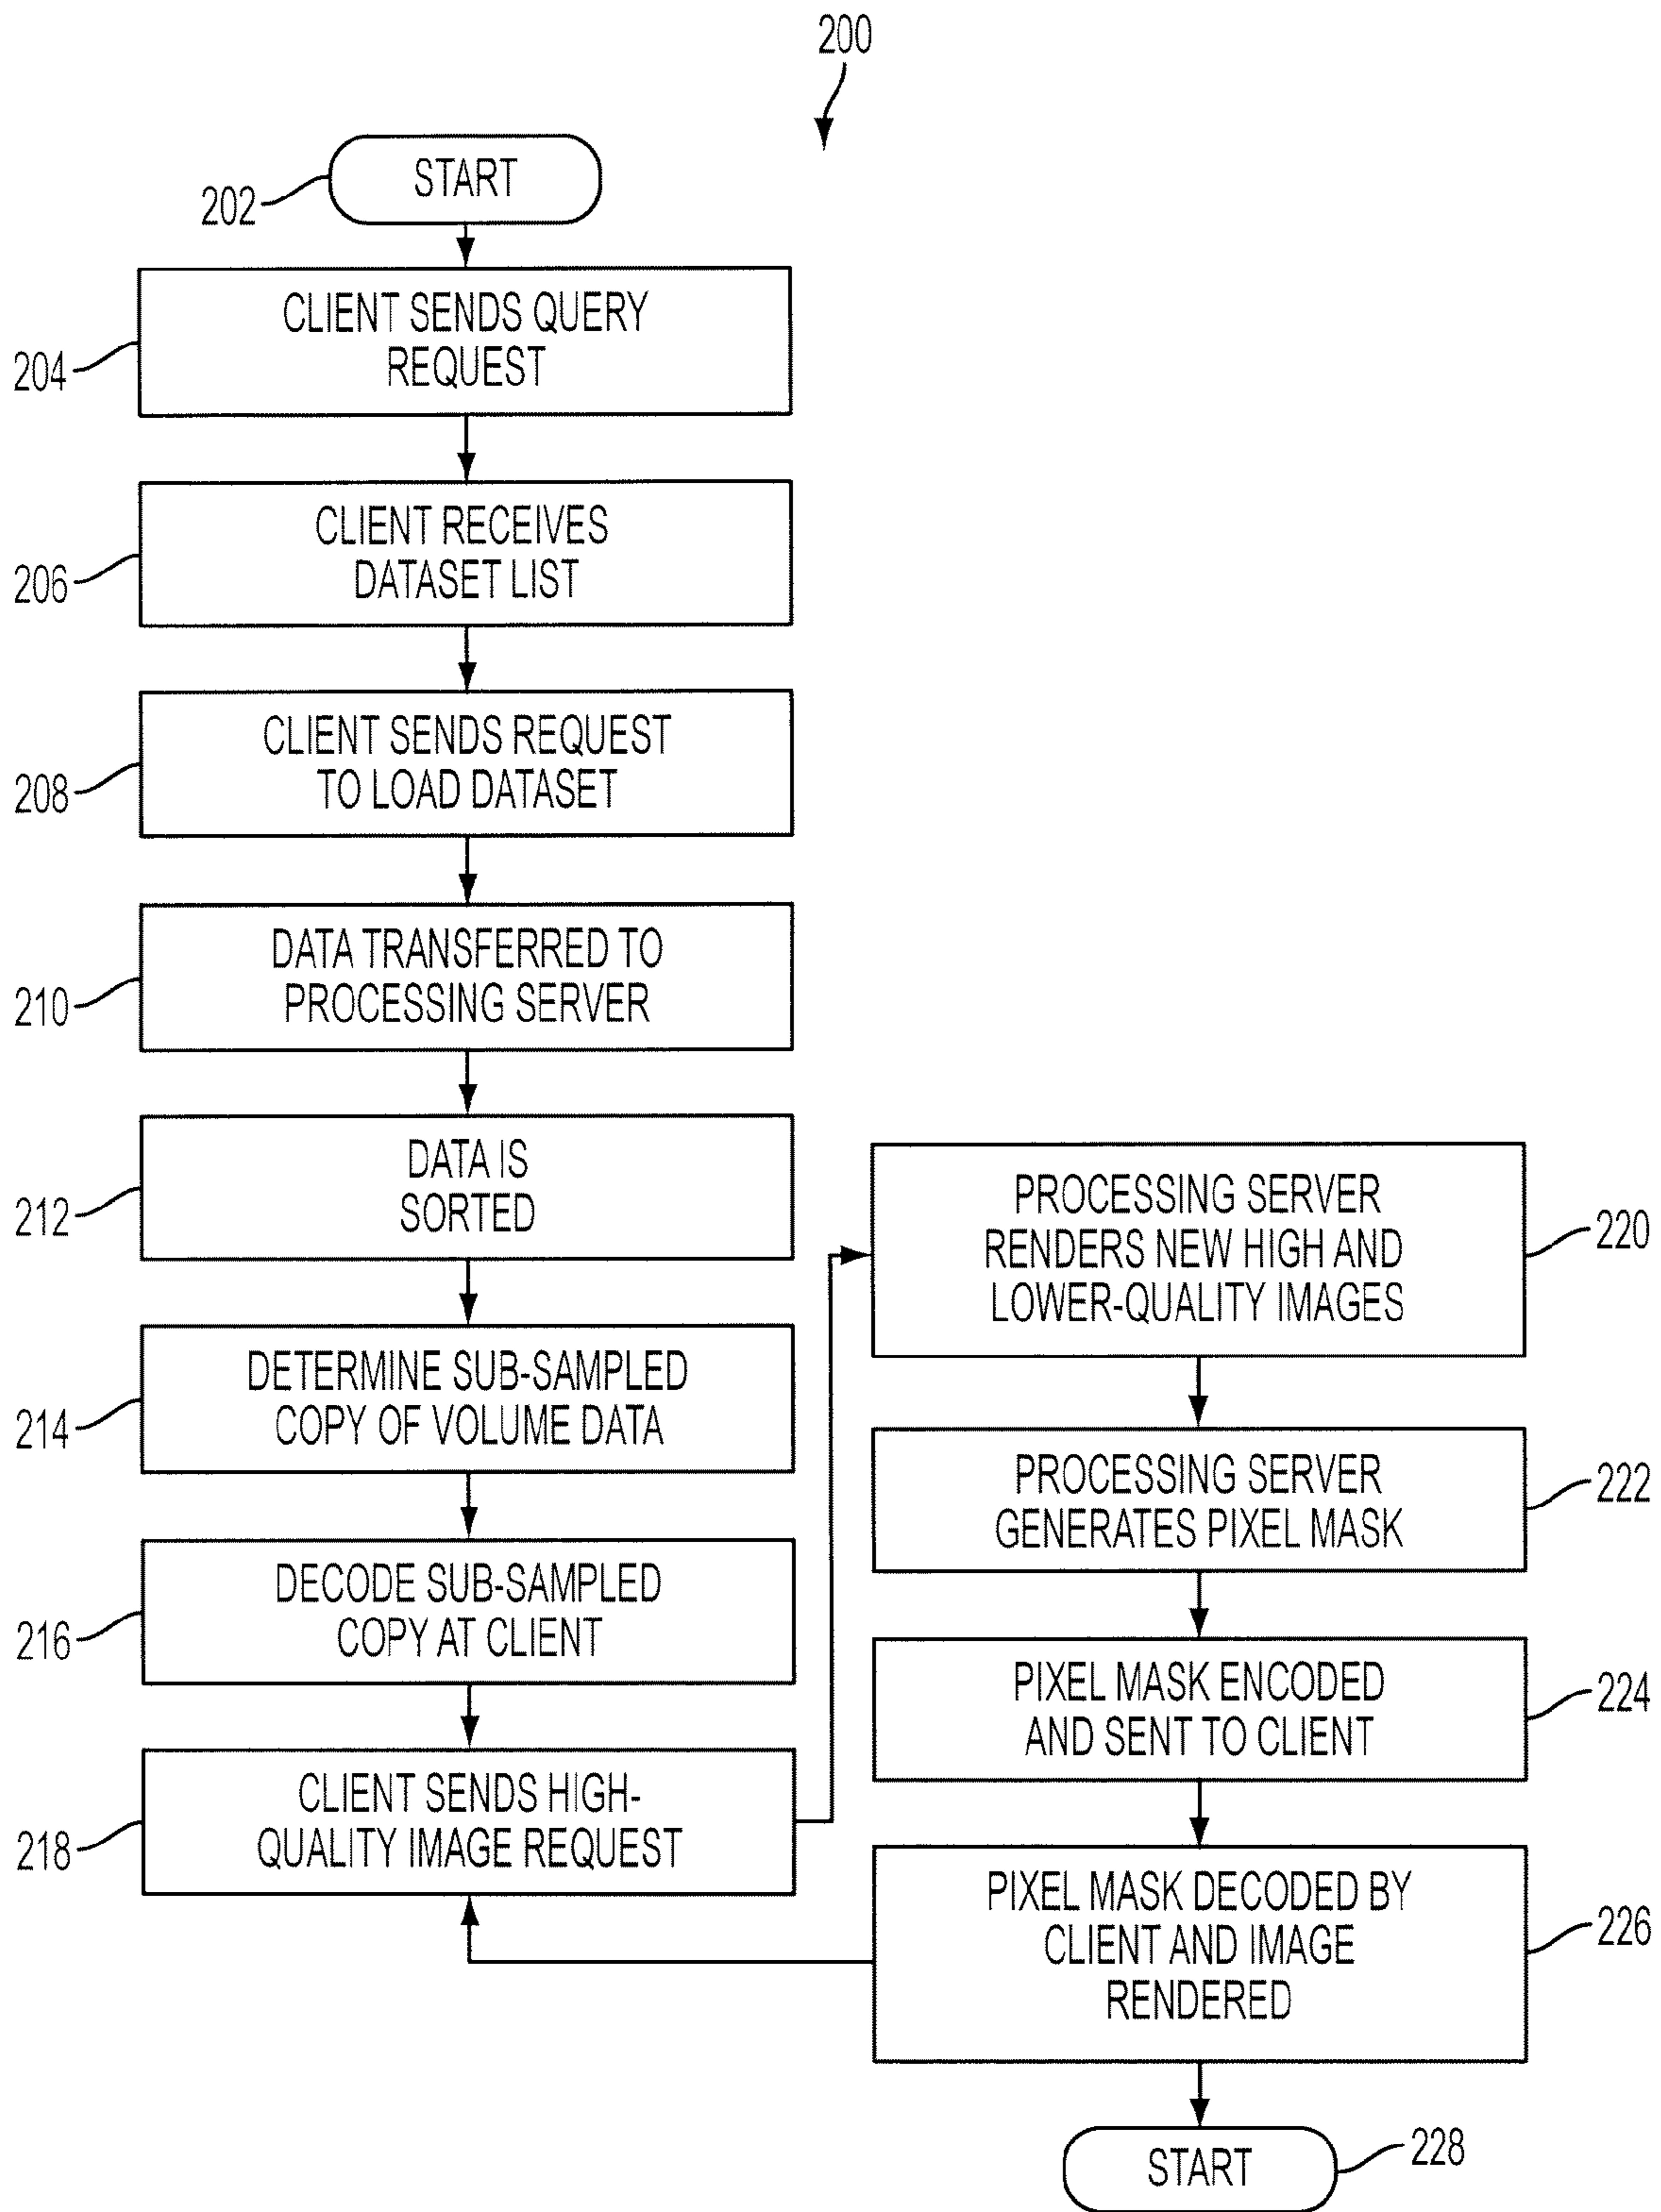 200
START
202
CLIENT SENDS QUERY
REQUEST
204
CLIENT RECEIVES
DATASET LIST
206
CLIENT SENDS REQUEST
TO LOAD DATASET
208
DATA TRANSFERRED TO
PROCESSING SERVER
210
DATA IS
SORTED
212
DETERMINE SUB-SAMPLED
COPY OF VOLUME DATA
214
DECODE SUB-SAMPLED
COPY AT CLIENT
216
CLIENT SENDS HIGH-
QUALITY IMAGE REQUEST
218
PROCESSING SERVER
RENDERS NEW HIGH AND
LOWER-QUALITY IMAGES
220
PROCESSING SERVER
GENERATES PIXEL MASK
222
PIXEL MASK ENCODED
AND SENT TO CLIENT
224
PIXEL MASK DECODED BY
CLIENT AND IMAGE
RENDERED
226
START
228